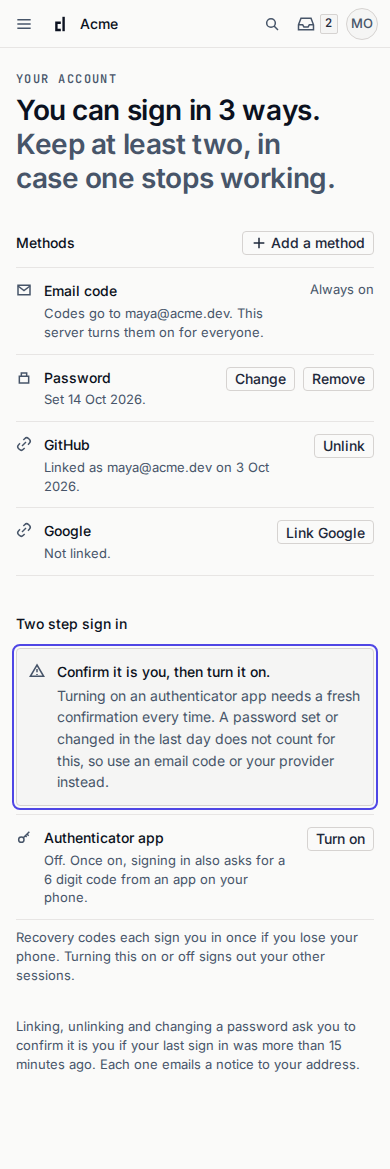 Acme
2
MO
YOUR ACCOUNT
You can sign in 3 ways.
Keep at least two, in
case one stops working.
Methods
Add a method
Email code
Always on
Codes go to maya@acme.dev. This
server turns them on for everyone.
Password
Change
Remove
Set 14 Oct 2026.
GitHub
Unlink
Linked as maya@acme.dev on 3 Oct
2026.
Google
Link Google
Not linked.
Two step sign in
Confirm it is you, then turn it on.
Turning on an authenticator app needs a fresh
confirmation every time. A password set or
changed in the last day does not count for
this, so use an email code or your provider
instead.
Authenticator app
Turn on
Off. Once on, signing in also asks for a
6 digit code from an app on your
phone.
Recovery codes each sign you in once if you lose your
phone. Turning this on or off signs out your other
sessions.
Linking, unlinking and changing a password ask you to
confirm it is you if your last sign in was more than 15
minutes ago. Each one emails a notice to your address.